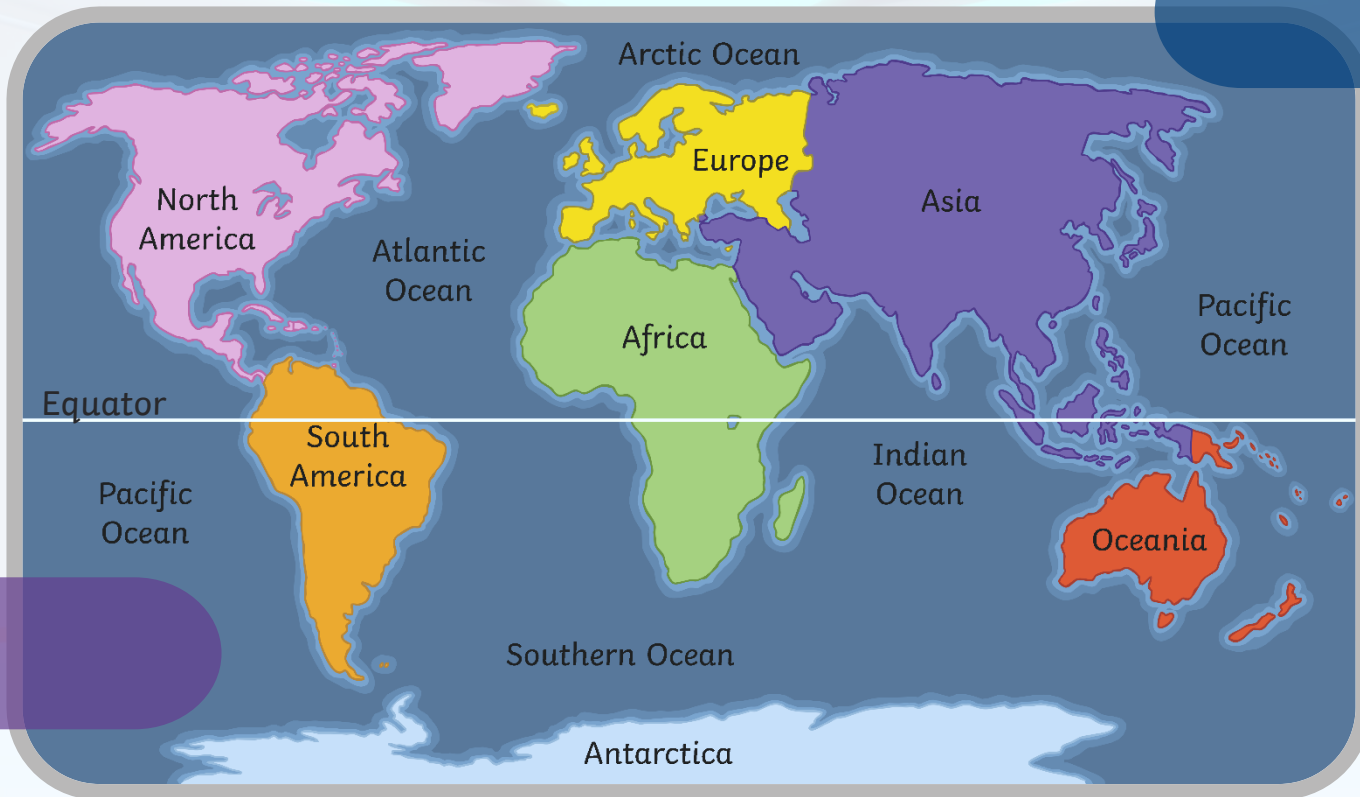 Arctic Ocean
Europe
North
America
Asia
Atlantic
Ocean
Pacific
Ocean
Africa
Equator
South
America
Indian
Ocean
Pacific
Ocean
Oceania
Southern Ocean
Antarctica